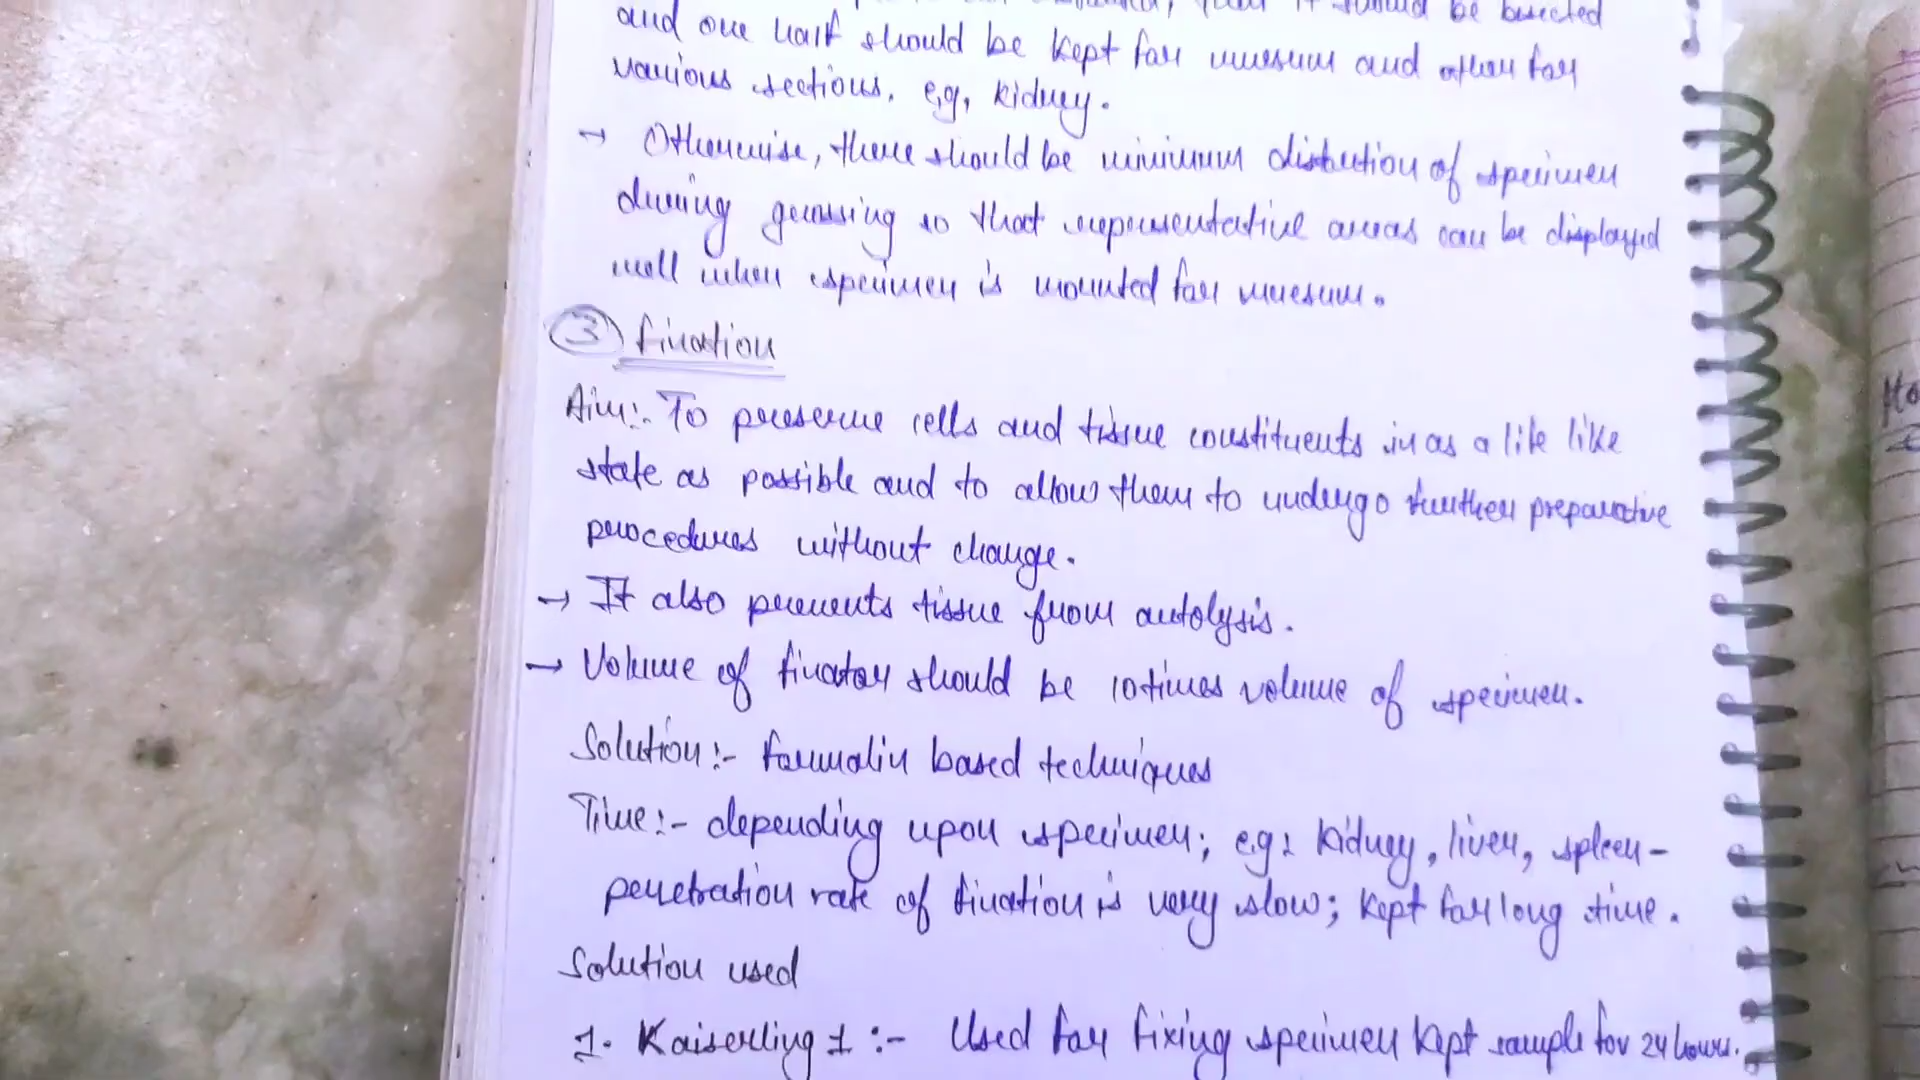 should be bisected
and one half should be kept for museum and other for
various sections. e.g, kidney.
→ Otherwise, there should be minimum distortion of specimen
during grossing so that representative areas can be displayed
well when specimen is mounted for museum.
③ fixation
Aim:- To preserve cells and tissue constituents in as a life like
state as possible and to allow them to undergo further preparative
procedures without change.
→ It also prevents tissue from autolysis.
→ Volume of fixator should be 10 times volume of specimen.
Solution:- formalin based techniques
Time:- depending upon specimen; e.g: kidney, liver, spleen-
penetration rate of fixation is very slow; kept for long time.
Solution used
1. Kaiserling 1:- Used for fixing specimen kept sample for 24 hours.